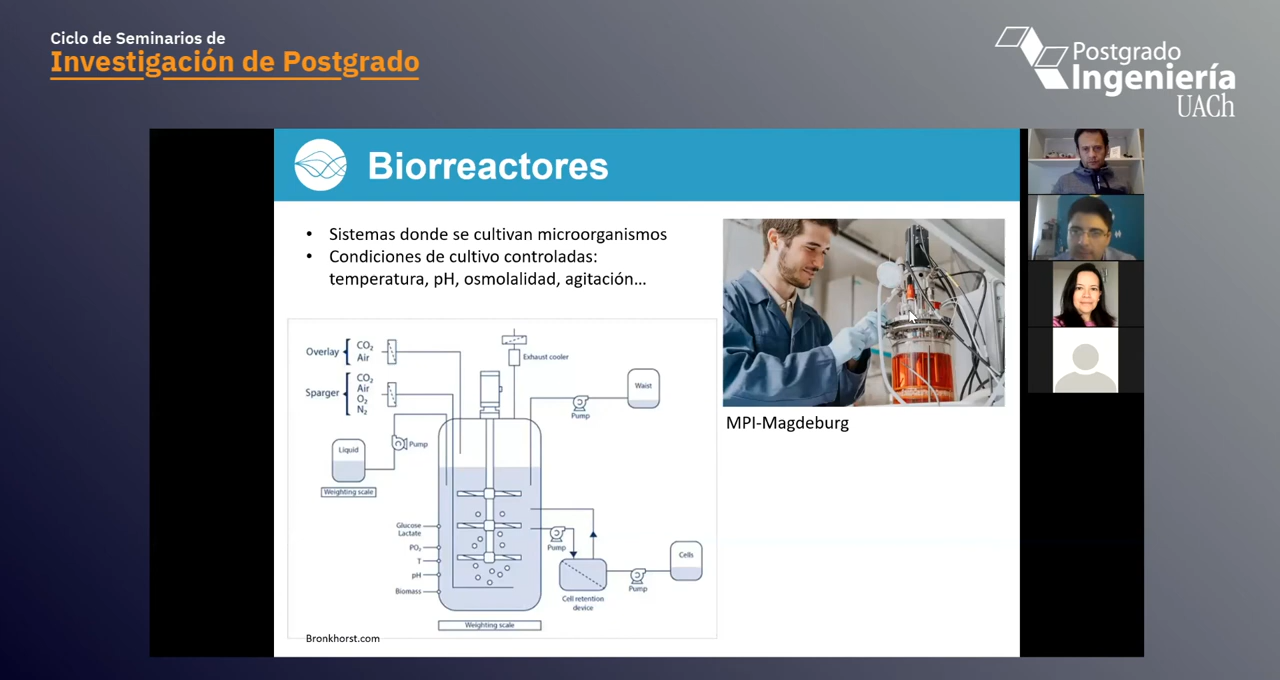 Ciclo de Seminarios de
Investigación de Postgrado
Postgrado
Ingeniería
UACh
Biorreactores
• Sistemas donde se cultivan microorganismos
• Condiciones de cultivo controladas:
temperatura, pH, osmolalidad, agitación...
MPI-Magdeburg
Overlay
CO₂
Air
Sparger
CO₂
Air
O₂
N₂
Exhaust cooler
Waist
Pump
Pump
Liquid
Weighting scale
Glucose
Lactate
PO₂
T
pH
Biomass
Pump
Cells
Pump
Cell retention
device
Weighting scale
Bronkhorst.com